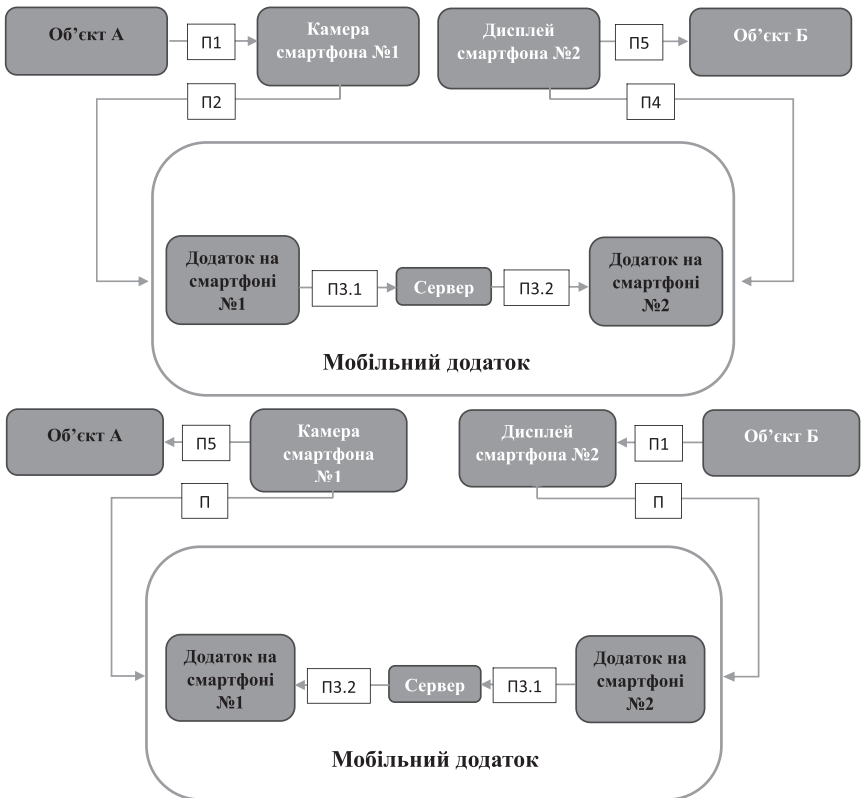 Об’єкт А
П1
Камера
смартфона №1
Дисплей
смартфона №2
П5
Об’єкт Б
П2
П4
Додаток на
смартфоні
№1
П3.1
Сервер
П3.2
Додаток на
смартфоні
№2
Мобільний додаток
Об’єкт А
П5
Камера
смартфона
№1
Дисплей
смартфона №2
П1
Об’єкт Б
П
П
Додаток на
смартфоні
№1
П3.2
Сервер
П3.1
Додаток на
смартфоні
№2
Мобільний додаток